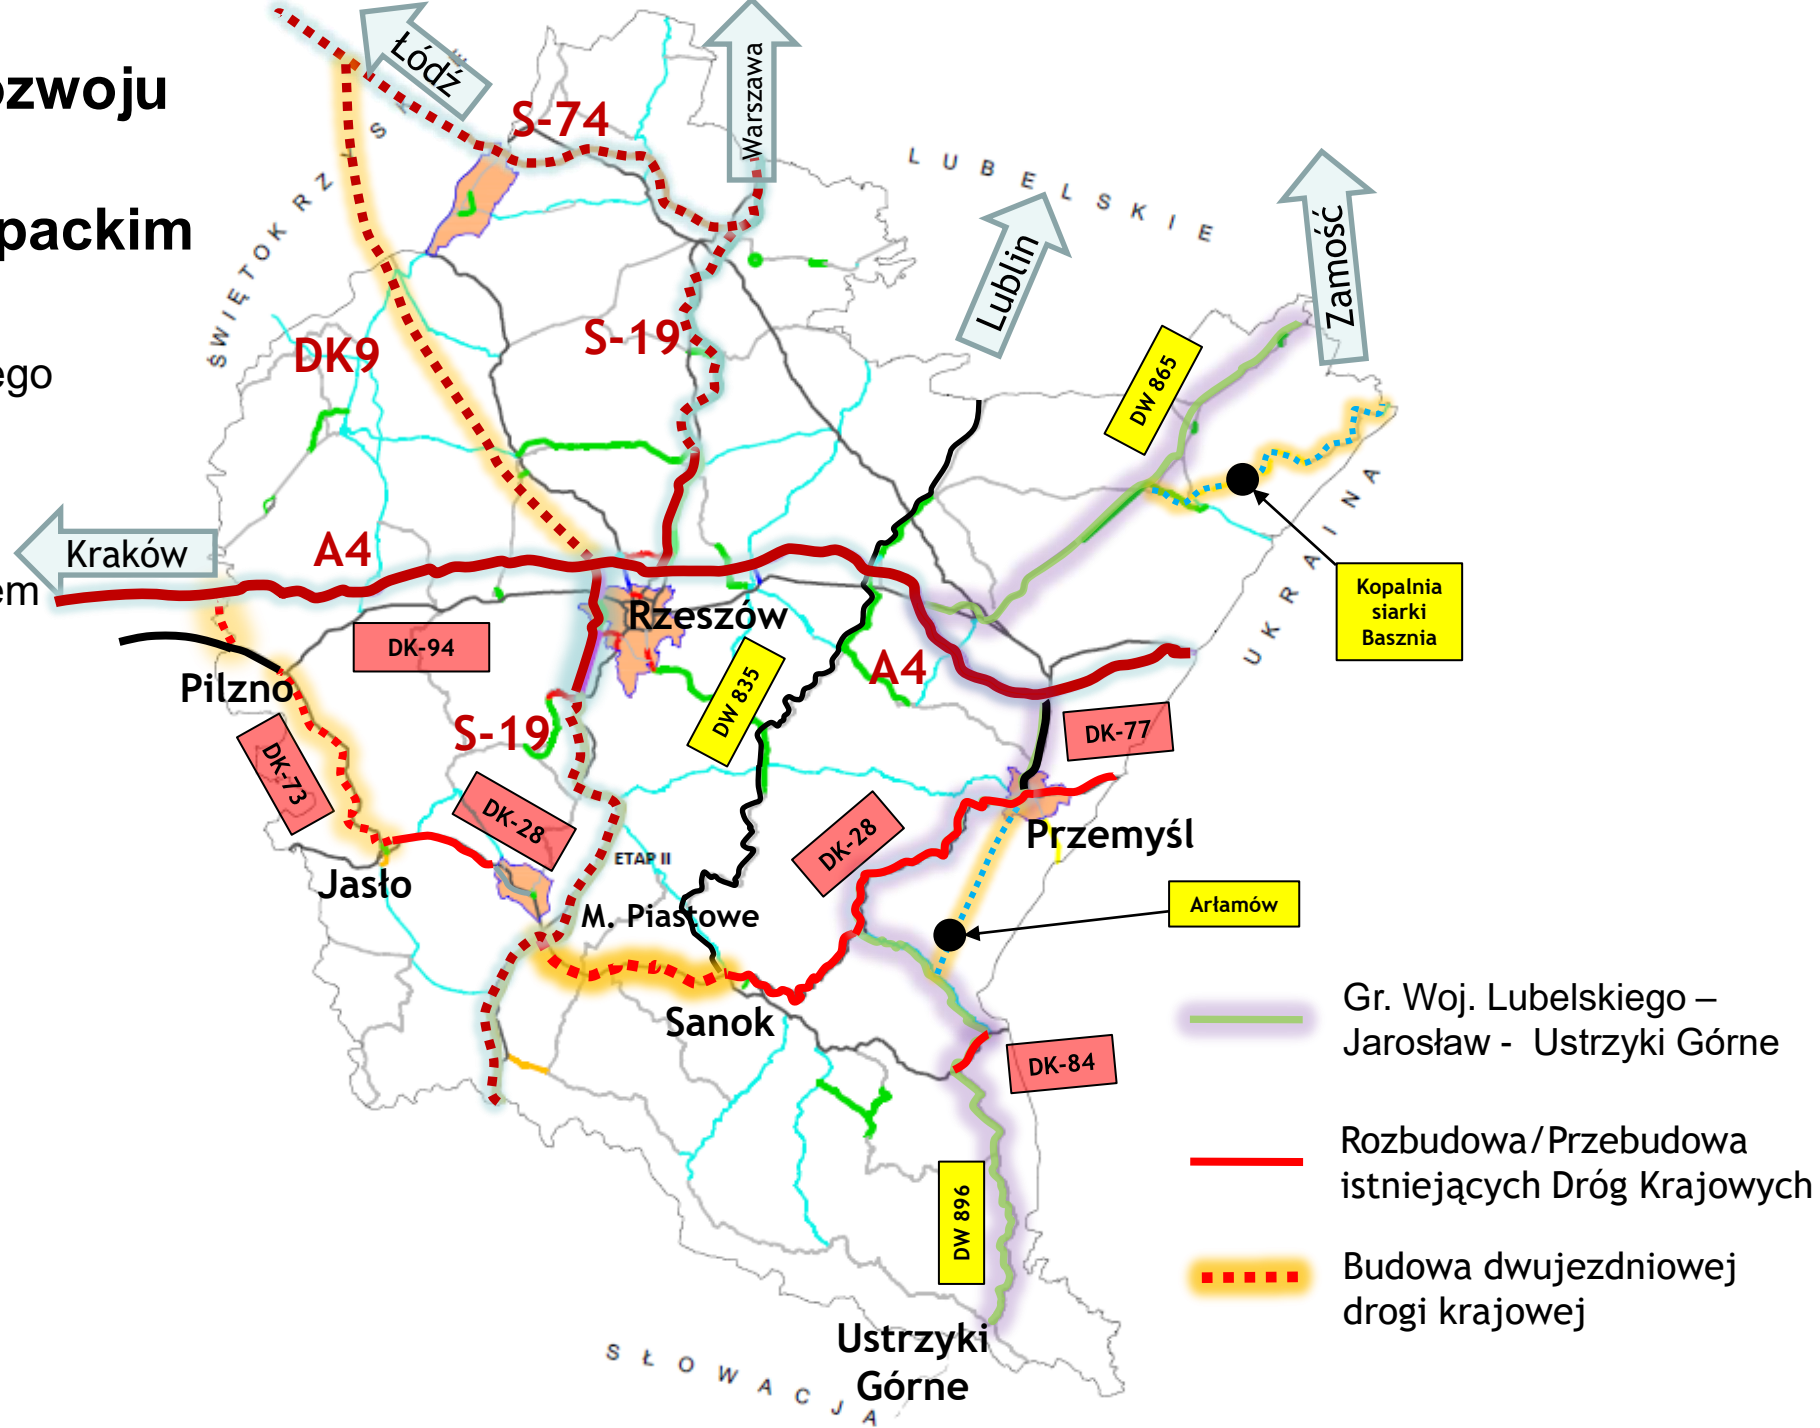 ozwoju
packim
ego
em
Łódź
Warszawa
S-74
LUBELSKIE
Lublin
Zamość
DK9
S-19
DW 865
UKRAINA
Kraków
A4
Rzeszów
Kopalnia
siarki
Basznia
DK-94
Pilzno
DW 835
A4
S-19
DK-77
DK-73
DK-28
DK-28
Przemyśl
ETAP II
Jasło
M. Piastowe
Arłamów
Sanok
DK-84
DW 896
Ustrzyki
Górne
SŁOWACJA
Gr. Woj. Lubelskiego –
Jarosław - Ustrzyki Górne
Rozbudowa/Przebudowa
istniejących Dróg Krajowych
Budowa dwujezdniowej
drogi krajowej